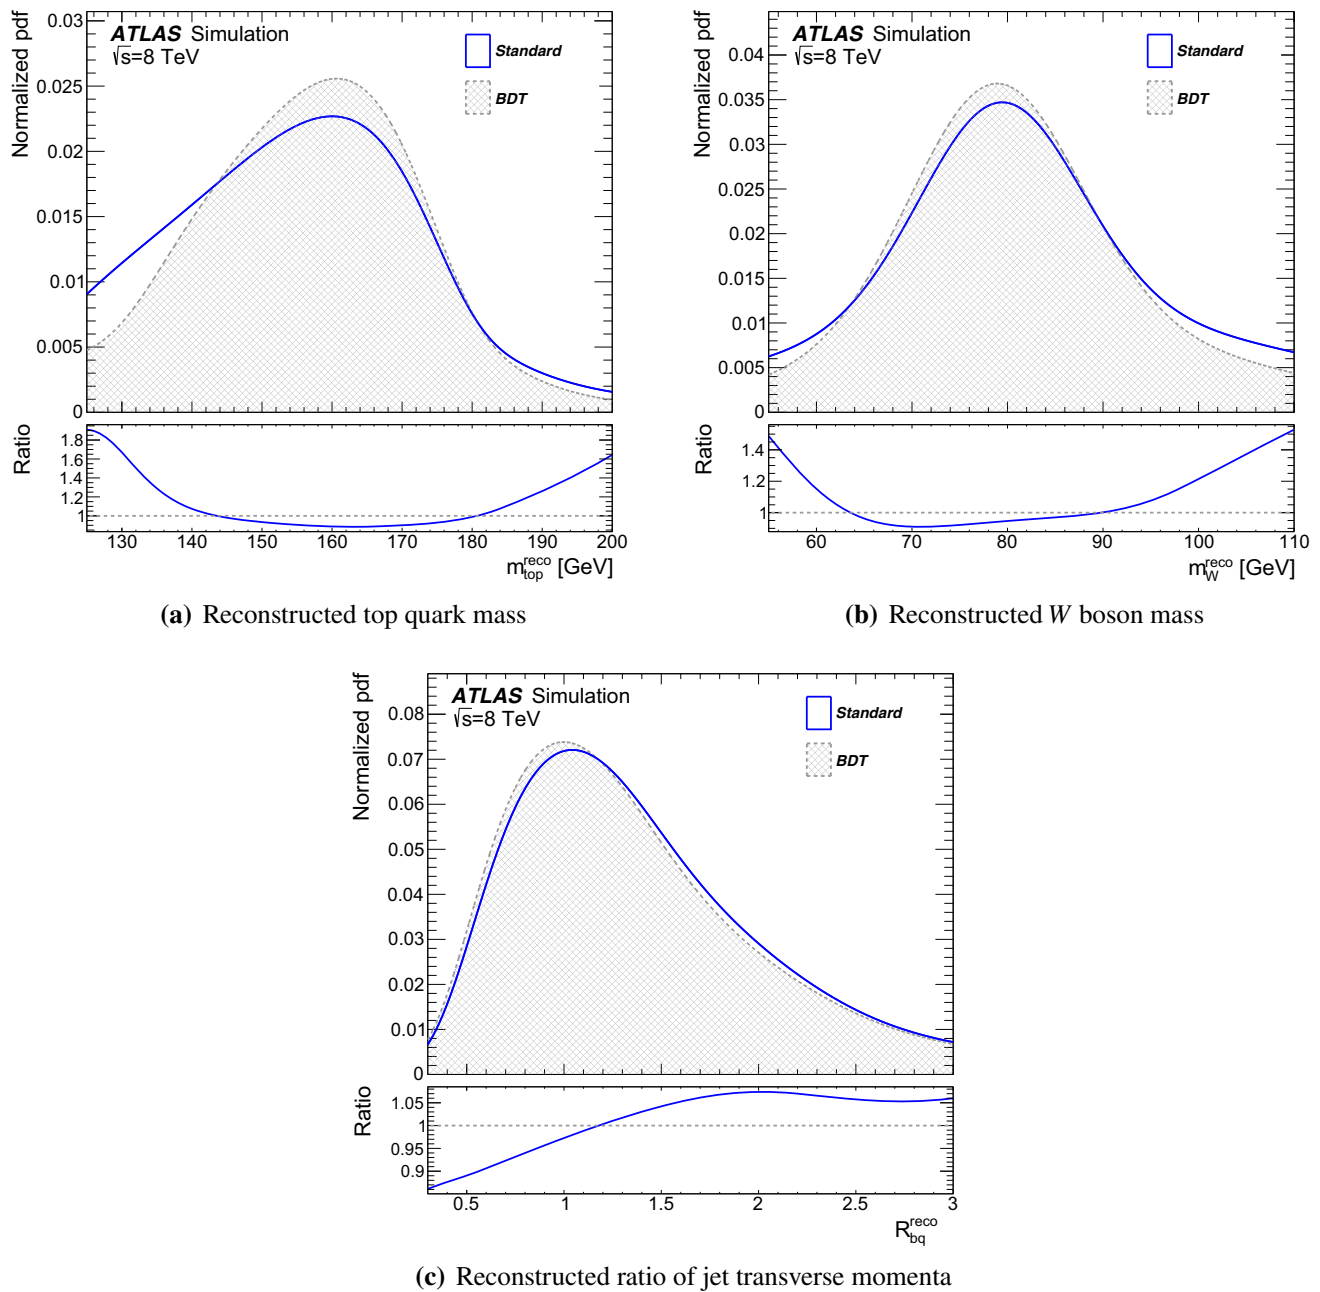 Normalized pdf
ATLAS Simulation
√s=8 TeV
Standard
BDT
0.03
0.025
0.02
0.015
0.01
0.005
0
Ratio
1.8
1.6
1.4
1.2
1
130 140 150 160 170 180 190 200
m_top^reco [GeV]
(a) Reconstructed top quark mass
Normalized pdf
ATLAS Simulation
√s=8 TeV
Standard
BDT
0.04
0.035
0.03
0.025
0.02
0.015
0.01
0.005
0
Ratio
1.4
1.2
1
60 70 80 90 100 110
m_W^reco [GeV]
(b) Reconstructed W boson mass
Normalized pdf
ATLAS Simulation
√s=8 TeV
Standard
BDT
0.08
0.07
0.06
0.05
0.04
0.03
0.02
0.01
0
Ratio
1.05
1
0.95
0.9
0.5 1 1.5 2 2.5 3
R_bq^reco
(c) Reconstructed ratio of jet transverse momenta